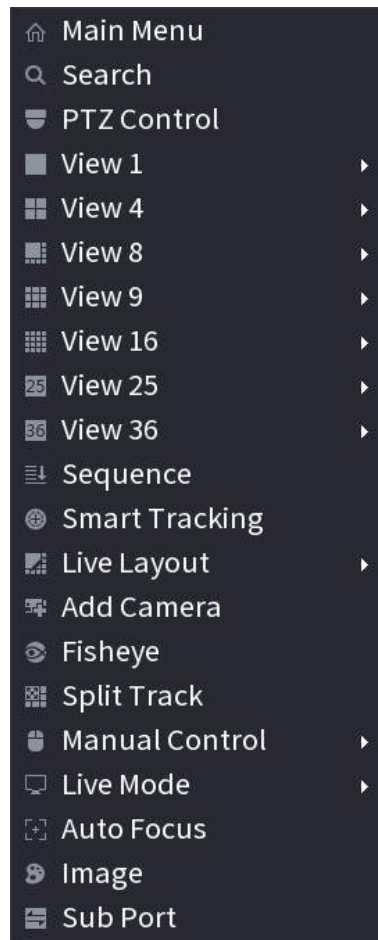 Main Menu
Search
PTZ Control
View 1
View 4
View 8
View 9
View 16
25 View 25
36 View 36
Sequence
Smart Tracking
Live Layout
Add Camera
Fisheye
Split Track
Manual Control
Live Mode
Auto Focus
Image
Sub Port